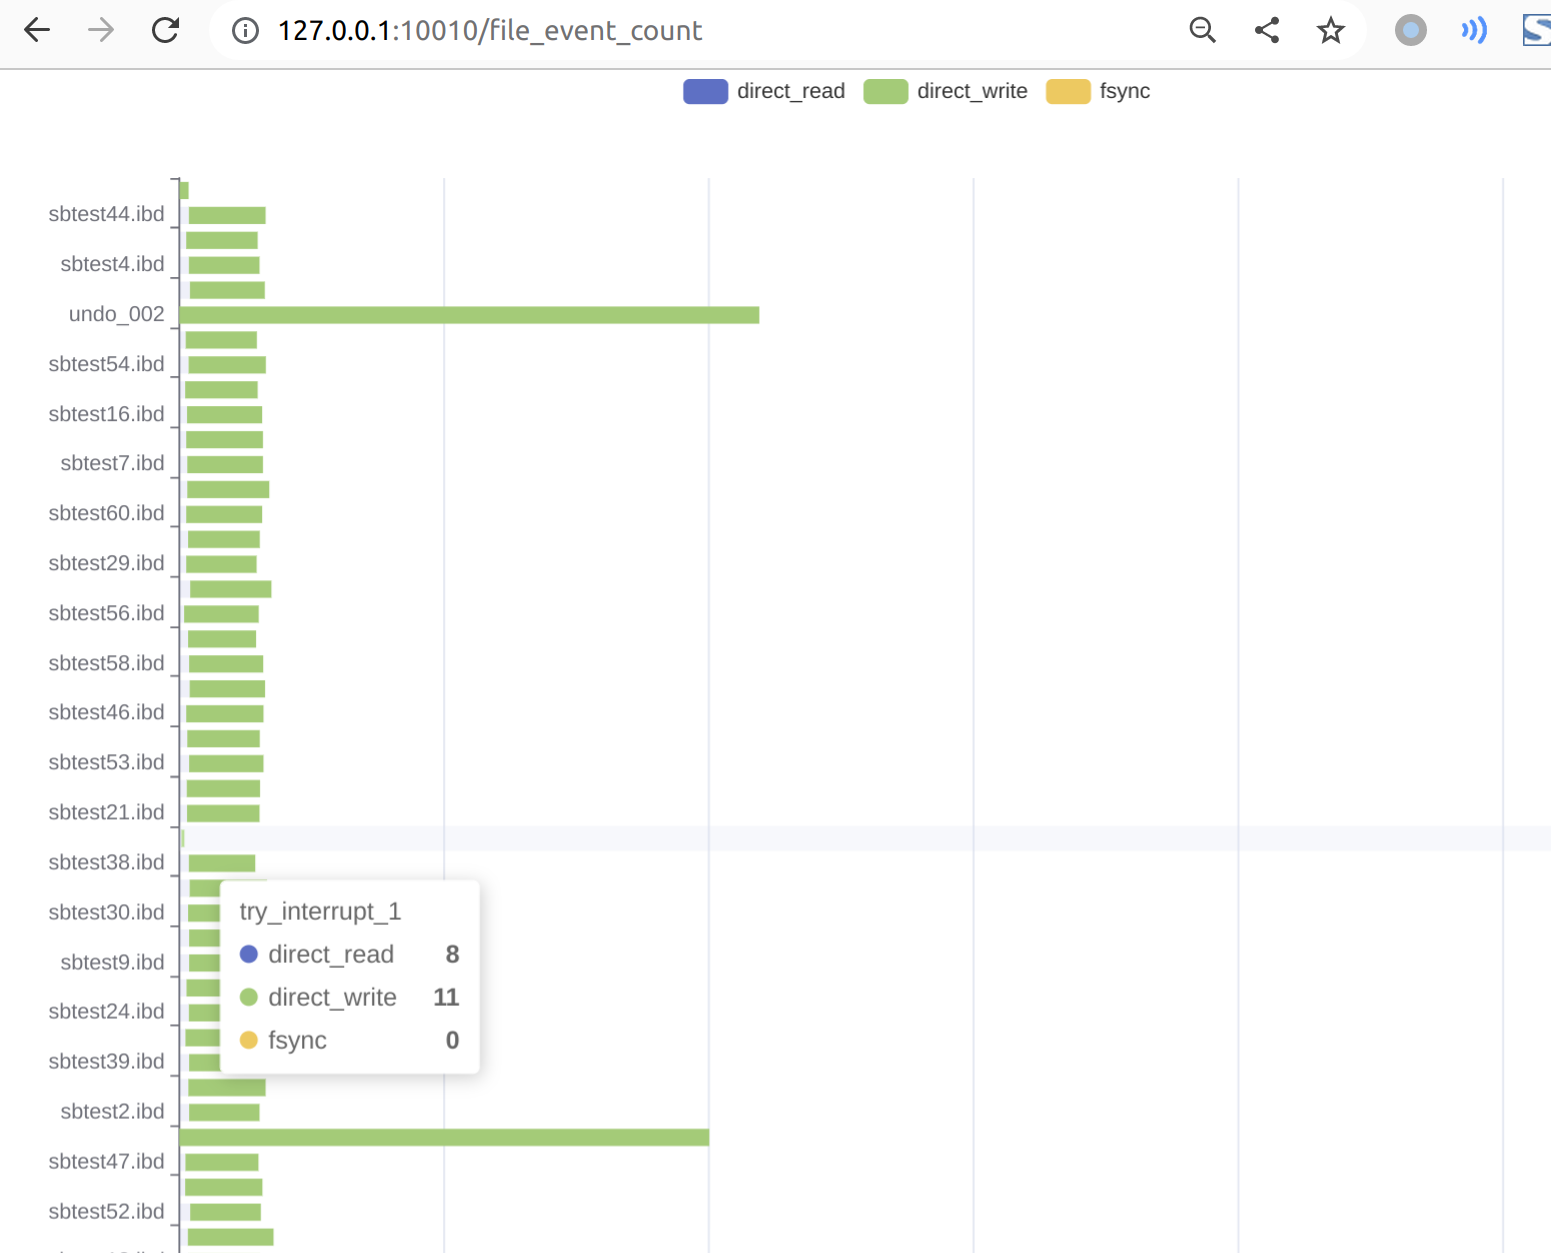 127.0.0.1:10010/file_event_count
direct_read direct_write fsync
sbtest44.ibd
sbtest4.ibd
undo_002
sbtest54.ibd
sbtest16.ibd
sbtest7.ibd
sbtest60.ibd
sbtest29.ibd
sbtest56.ibd
sbtest58.ibd
sbtest46.ibd
sbtest53.ibd
sbtest21.ibd
sbtest38.ibd
sbtest30.ibd
sbtest9.ibd
sbtest24.ibd
sbtest39.ibd
sbtest2.ibd
sbtest47.ibd
sbtest52.ibd
try_interrupt_1
direct_read 8
direct_write 11
fsync 0